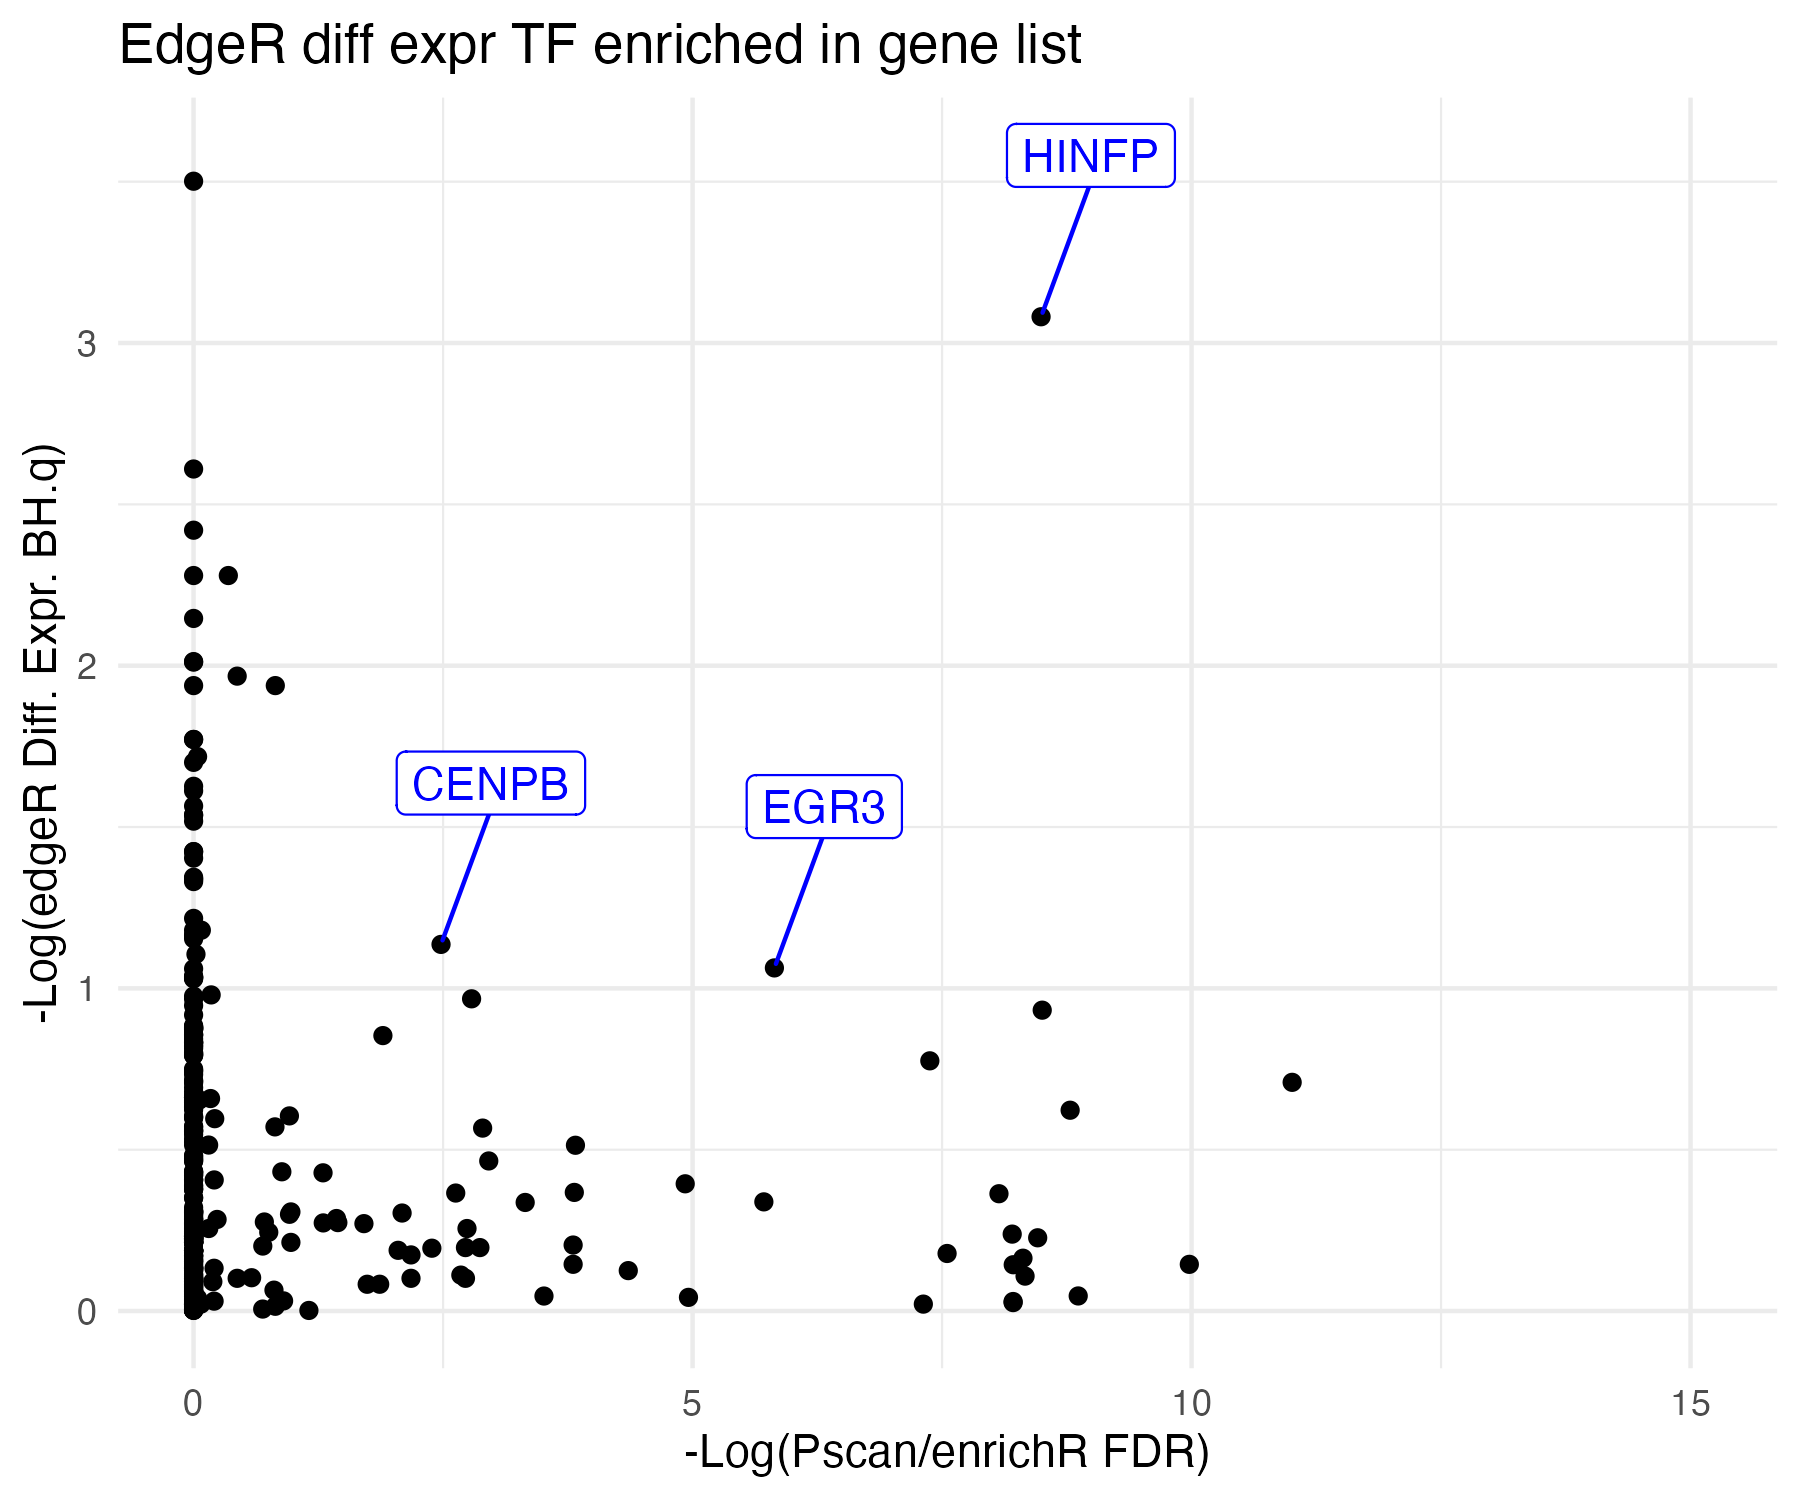 EdgeR diff expr TF enriched in gene list
HINFP
CENPB
EGR3
-Log(edgeR Diff. Expr. BH.q)
3
2
1
0
0 5 10 15
-Log(Pscan/enrichR FDR)